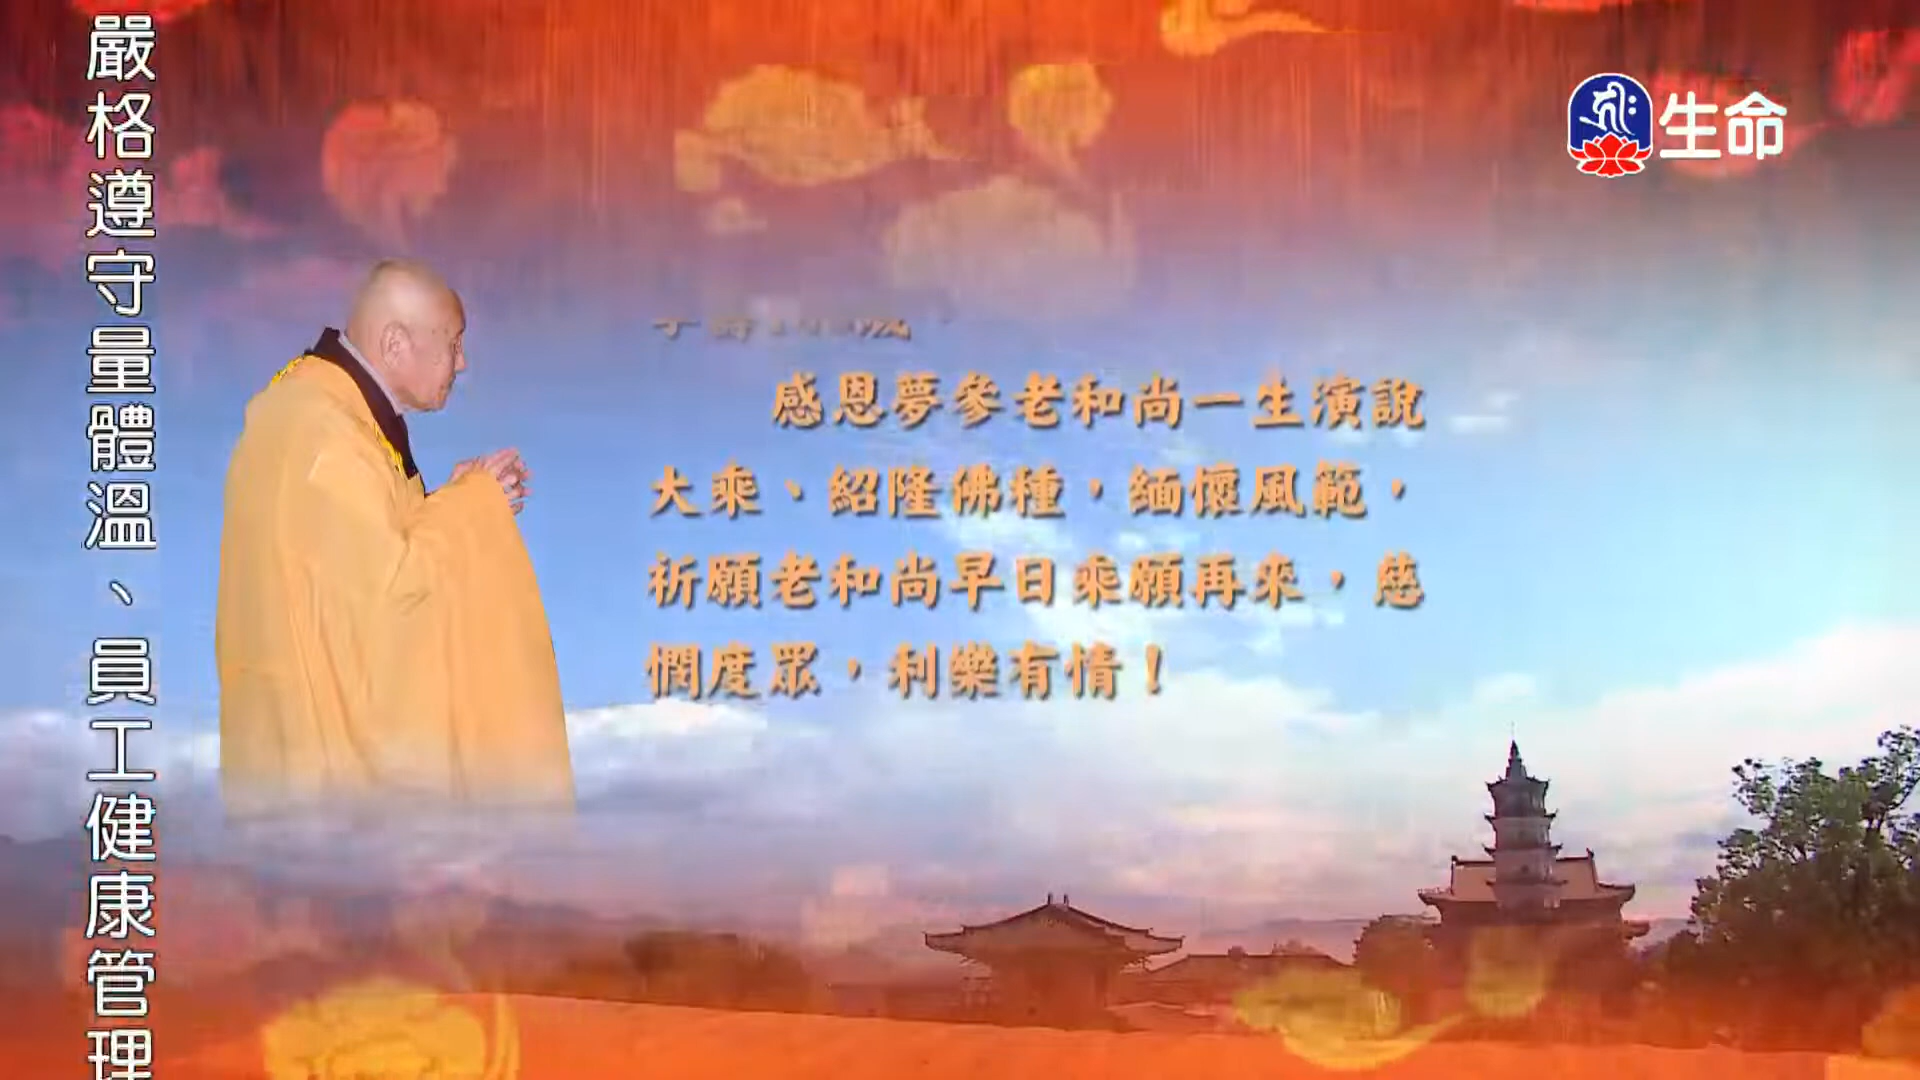 嚴格遵守量體溫、員工健康管理
生命
感恩夢參老和尚一生演說
大乘、紹隆佛種，緬懷風範，
祈願老和尚早日乘願再來，慈
憫度眾，利樂有情！